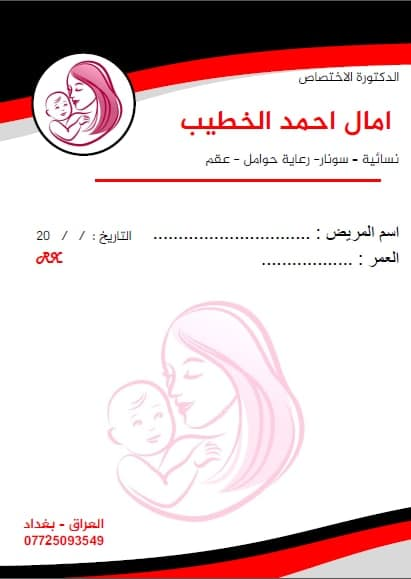 الدكتورة الاختصاص
امال احمد الخطيب
نسائية - سونار- رعاية حوامل - عقم
اسم المريض : ............................... التاريخ : / / 20
العمر : ..................
RX
العراق - بغداد
07725093549